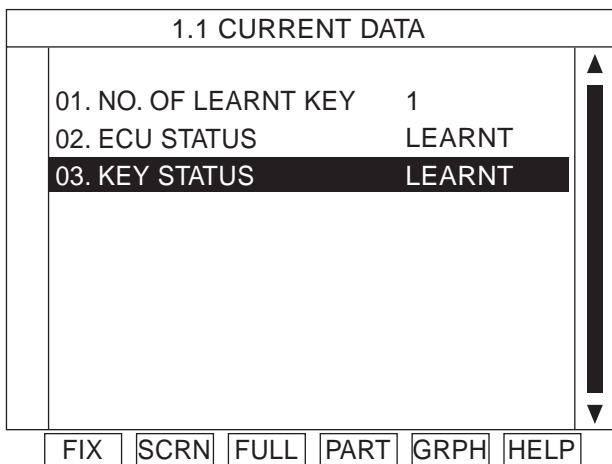 1.1 CURRENT DATA
01. NO. OF LEARNT KEY 1
02. ECU STATUS LEARNT
03. KEY STATUS LEARNT
FIX SCRN FULL PART GRPH HELP